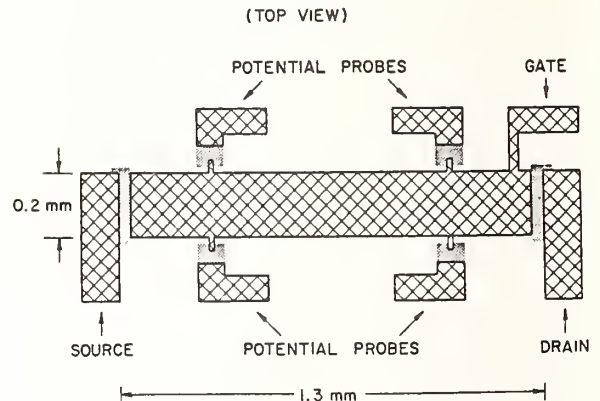 (TOP VIEW)
POTENTIAL PROBES
GATE
0.2 mm
SOURCE
POTENTIAL PROBES
DRAIN
1.3 mm